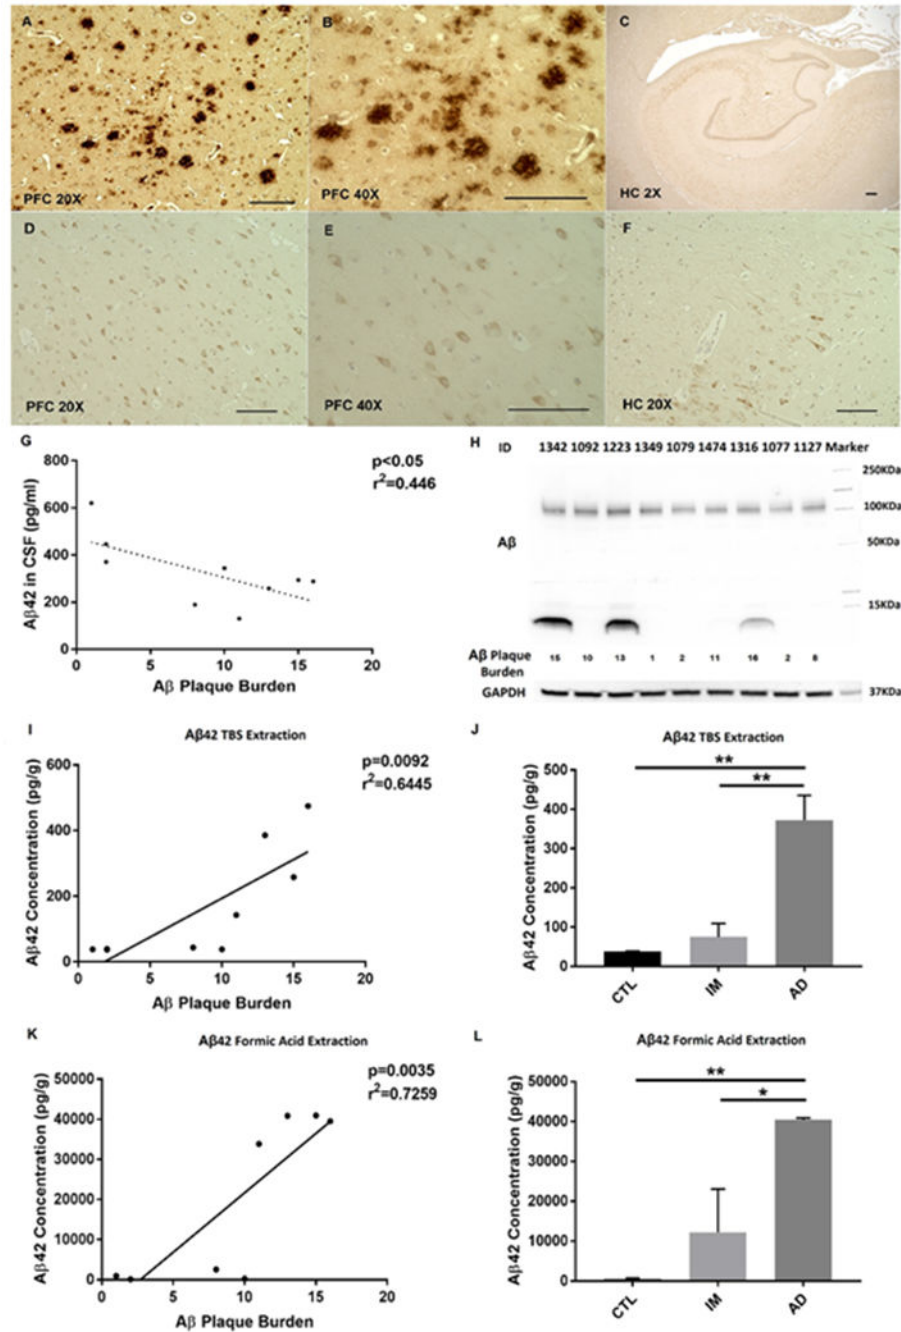 A
B
C
PFC 20X
PFC 40X
HC 2X
D
E
F
PFC 20X
PFC 40X
HC 20X
G
p<0.05
r²=0.446
Aβ42 in CSF (pg/ml)
800
600
400
200
0
0 5 10 15 20
Aβ Plaque Burden
H
ID 1342 1092 1223 1349 1079 1474 1316 1077 1127 Marker
250KDa
100KDa
Aβ
50KDa
15KDa
Aβ Plaque Burden
15 10 13 1 2 11 16 2 8
GAPDH
37KDa
I
Aβ42 TBS Extraction
p=0.0092
r²=0.6445
Aβ42 Concentration (pg/g)
600
400
200
0
0 5 10 15 20
Aβ Plaque Burden
J
Aβ42 TBS Extraction
**
**
Aβ42 Concentration (pg/g)
500
400
300
200
100
0
CTL IM AD
K
Aβ42 Formic Acid Extraction
p=0.0035
r²=0.7259
Aβ42 Concentration (pg/g)
50000
40000
30000
20000
10000
0
0 5 10 15 20
Aβ Plaque Burden
L
Aβ42 Formic Acid Extraction
**
*
Aβ42 Concentration (pg/g)
50000
40000
30000
20000
10000
0
CTL IM AD